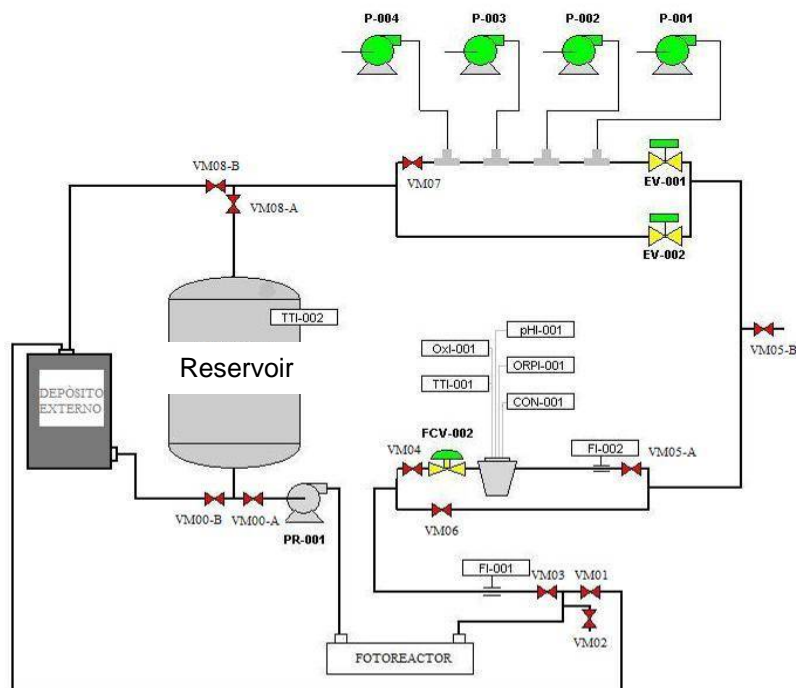 P-004
P-003
P-002
P-001
VM08-B
VM07
EV-001
VM08-A
EV-002
TTI-002
pHI-001
VM05-B
OxI-001
Reservoir
ORPI-001
TTI-001
DEPÒSITO
EXTERNO
CON-001
FCV-002
VM04
FI-002
VM05-A
VM00-B
VM00-A
VM06
PR-001
FI-001
VM03
VM01
VM02
FOTOREACTOR